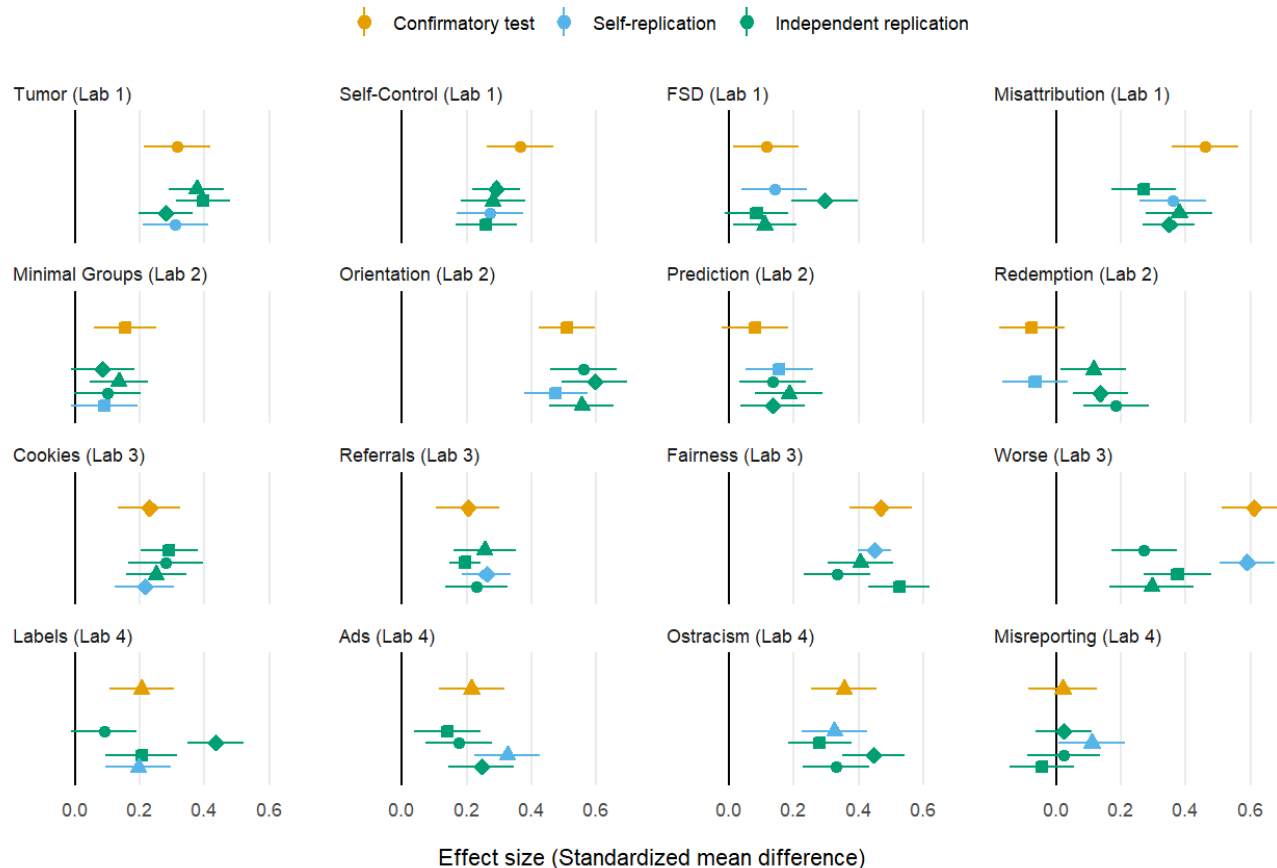 Confirmatory test Self-replication Independent replication
Tumor (Lab 1) Self-Control (Lab 1) FSD (Lab 1) Misattribution (Lab 1)
Minimal Groups (Lab 2) Orientation (Lab 2) Prediction (Lab 2) Redemption (Lab 2)
Cookies (Lab 3) Referrals (Lab 3) Fairness (Lab 3) Worse (Lab 3)
Labels (Lab 4) Ads (Lab 4) Ostracism (Lab 4) Misreporting (Lab 4)
0.0 0.2 0.4 0.6 0.0 0.2 0.4 0.6 0.0 0.2 0.4 0.6 0.0 0.2 0.4 0.6
Effect size (Standardized mean difference)